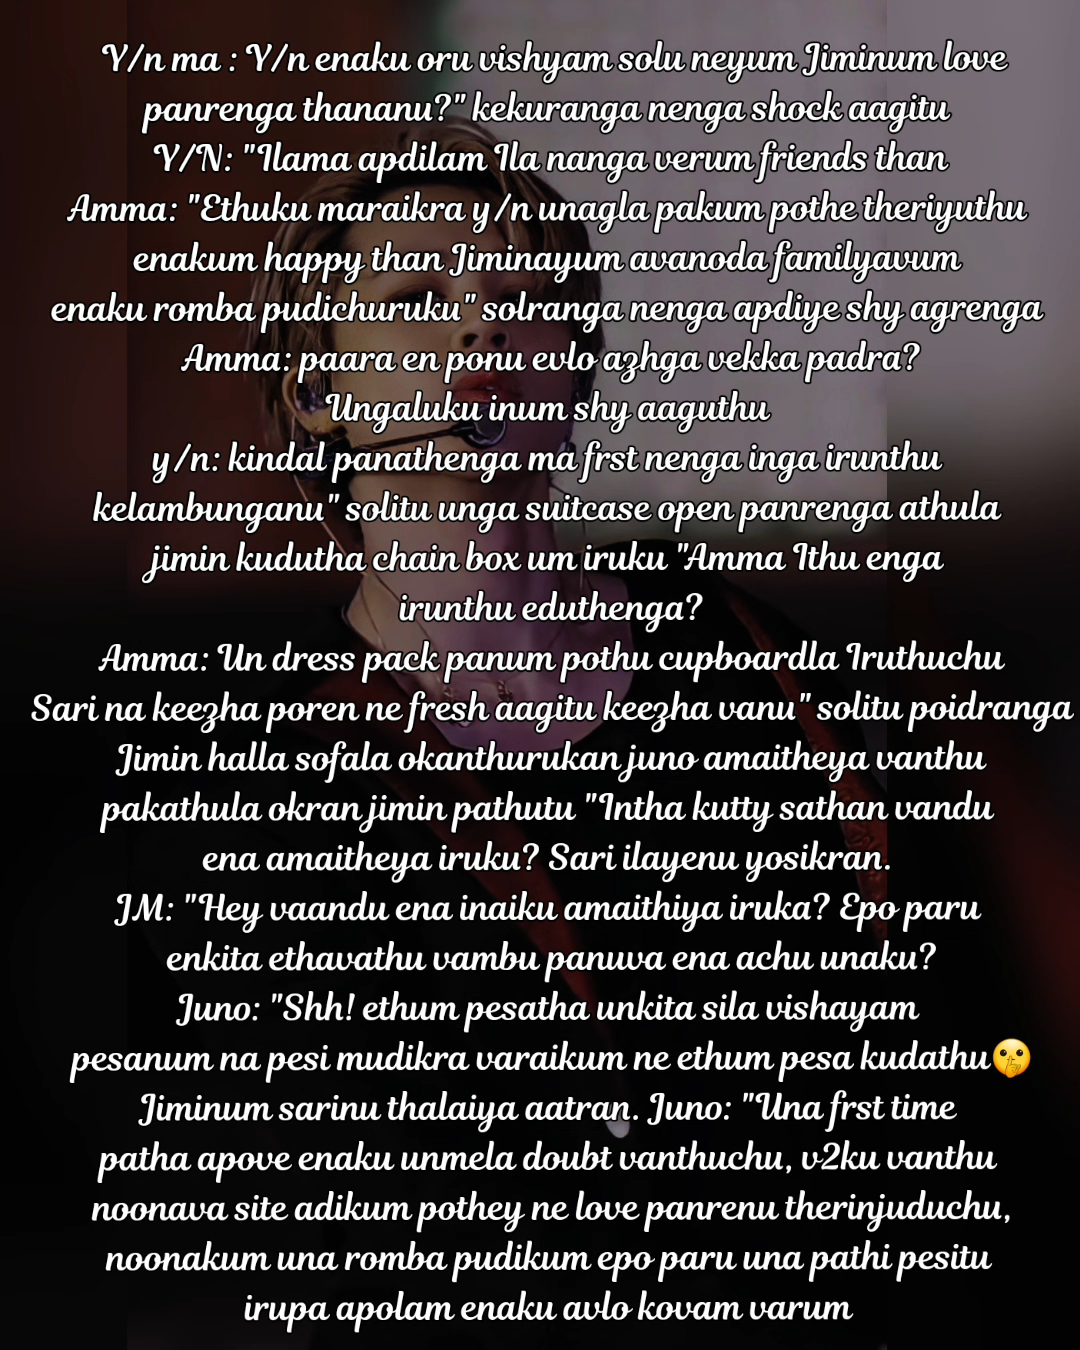 Y/n ma : Y/n enaku oru vishyam solu neyum Jiminum love
panrenga thananu?" kekuranga nenga shock aagitu
Y/N: "Ilama apdilam Ila nanga verum friends than
Amma: "Ethuku maraikra y/n unagla pakum pothe theriyuthu
enakum happy than Jiminayum avanoda familyavum
enaku romba pudichuruku" solranga nenga apdiye shy agrenga
Amma: paara en ponu evlo azhga vekka padra?
Ungaluku inum shy aaguthu
y/n: kindal panathenga ma frst nenga inga irunthu
kelambunganu" solitu unga suitcase open panrenga athula
jimin kudutha chain box um iruku "Amma Ithu enga
irunthu eduthenga?
Amma: Un dress pack panum pothu cupboardla Iruthuchu
Sari na keezha poren ne fresh aagitu keezha vanu" solitu poidranga
Jimin halla sofala okanthurukan juno amaitheya vanthu
pakathula okran jimin pathutu "Intha kutty sathan vandu
ena amaitheya iruku? Sari ilayenu yosikran.
JM: "Hey vaandu ena inaiku amaithiya iruka? Epo paru
enkita ethavathu vambu panuva ena achu unaku?
Juno: "Shh! ethum pesatha unkita sila vishayam
pesanum na pesi mudikra varaikum ne ethum pesa kudathu🤫
Jiminum sarinu thalaiya aatran. Juno: "Una frst time
patha apove enaku unmela doubt vanthuchu, v2ku vanthu
noonava site adikum pothey ne love panrenu therinjuduchu,
noonakum una romba pudikum epo paru una pathi pesitu
irupa apolam enaku avlo kovam varum